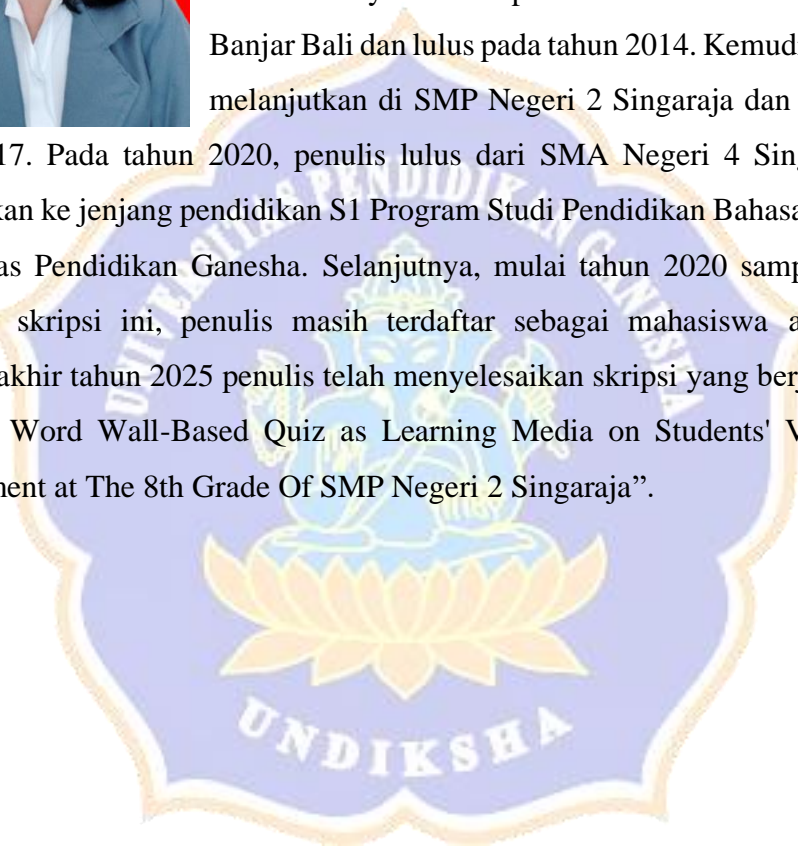 Banjar Bali dan lulus pada tahun 2014. Kemud
melanjutkan di SMP Negeri 2 Singaraja dan
17. Pada tahun 2020, penulis lulus dari SMA Negeri 4 Sing
kan ke jenjang pendidikan S1 Program Studi Pendidikan Bahasa
as Pendidikan Ganesha. Selanjutnya, mulai tahun 2020 samp
skripsi ini, penulis masih terdaftar sebagai mahasiswa a
akhir tahun 2025 penulis telah menyelesaikan skripsi yang berj
Word Wall-Based Quiz as Learning Media on Students' V
ment at The 8th Grade Of SMP Negeri 2 Singaraja”.
UNIVERSITAS PENDIDIKAN GANESHA
UNDIKSHA